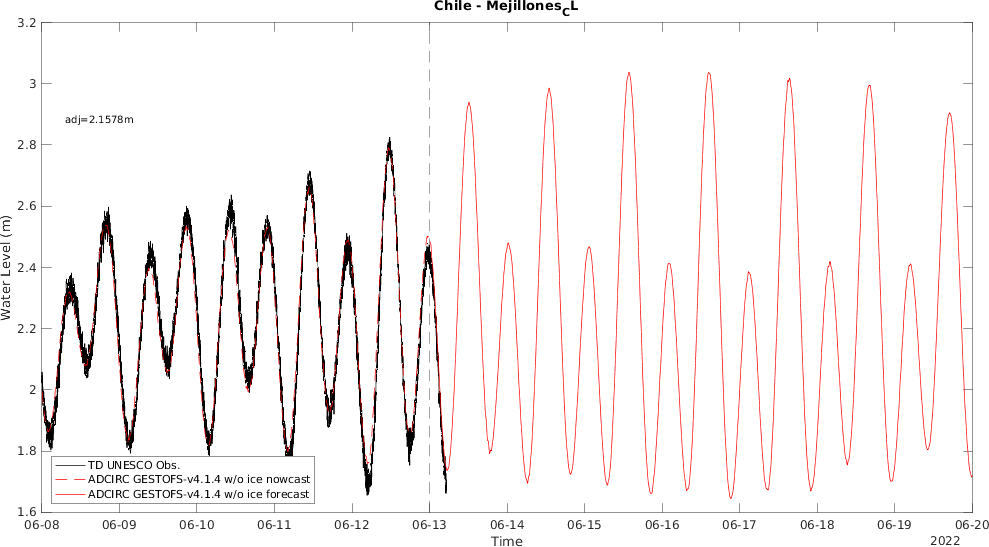 Chile - Mejillones_CL
3.2
3
2.8
2.6
2.4
2.2
2
1.8
1.6
Water Level (m)
adj=2.1578m
TD UNESCO Obs.
ADCIRC GESTOFS-v4.1.4 w/o ice nowcast
ADCIRC GESTOFS-v4.1.4 w/o ice forecast
06-08 06-09 06-10 06-11 06-12 06-13 06-14 06-15 06-16 06-17 06-18 06-19 06-20
Time
2022